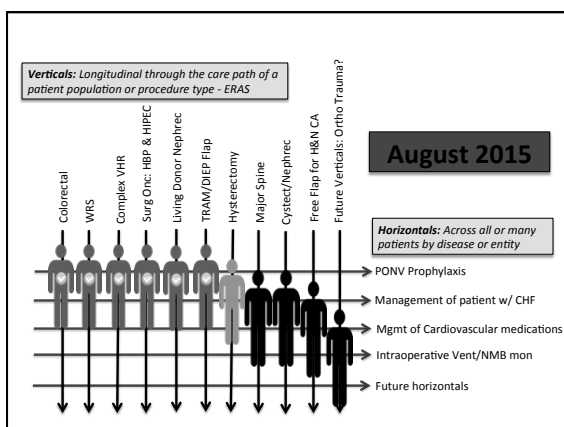 Verticals: Longitudinal through the care path of a
patient population or procedure type - ERAS
Colorectal
WRS
Complex VHR
Surg Onc: HBP & HIPEC
Living Donor Nephrec
TRAM/DIEP Flap
Hysterectomy
Major Spine
Cystect/Nephrec
Free Flap for H&N CA
Future Verticals: Ortho Trauma?
August 2015
Horizontals: Across all or many
patients by disease or entity
PONV Prophylaxis
Management of patient w/ CHF
Mgmt of Cardiovascular medications
Intraoperative Vent/NMB mon
Future horizontals